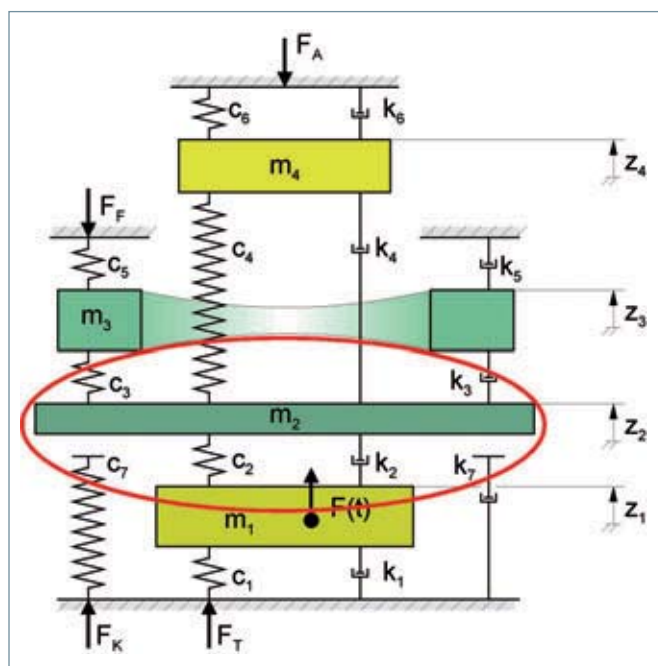 F_A
c_6 k_6
m_4 z_4
F_F
c_4 k_4
c_5 k_5
m_3 z_3
c_3 k_3
m_2 z_2
c_7 c_2 k_2 k_7
F(t)
m_1 z_1
c_1 k_1
F_K F_T